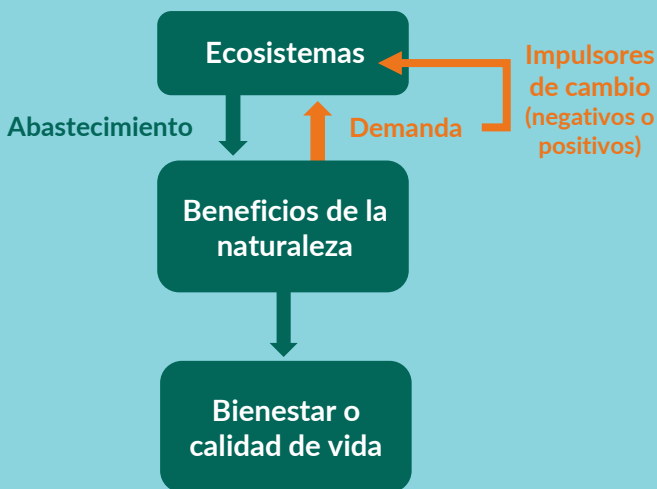 Ecosistemas
Impulsores
de cambio
(negativos o
positivos)
Abastecimiento
Demanda
Beneficios de la
naturaleza
Bienestar o
calidad de vida